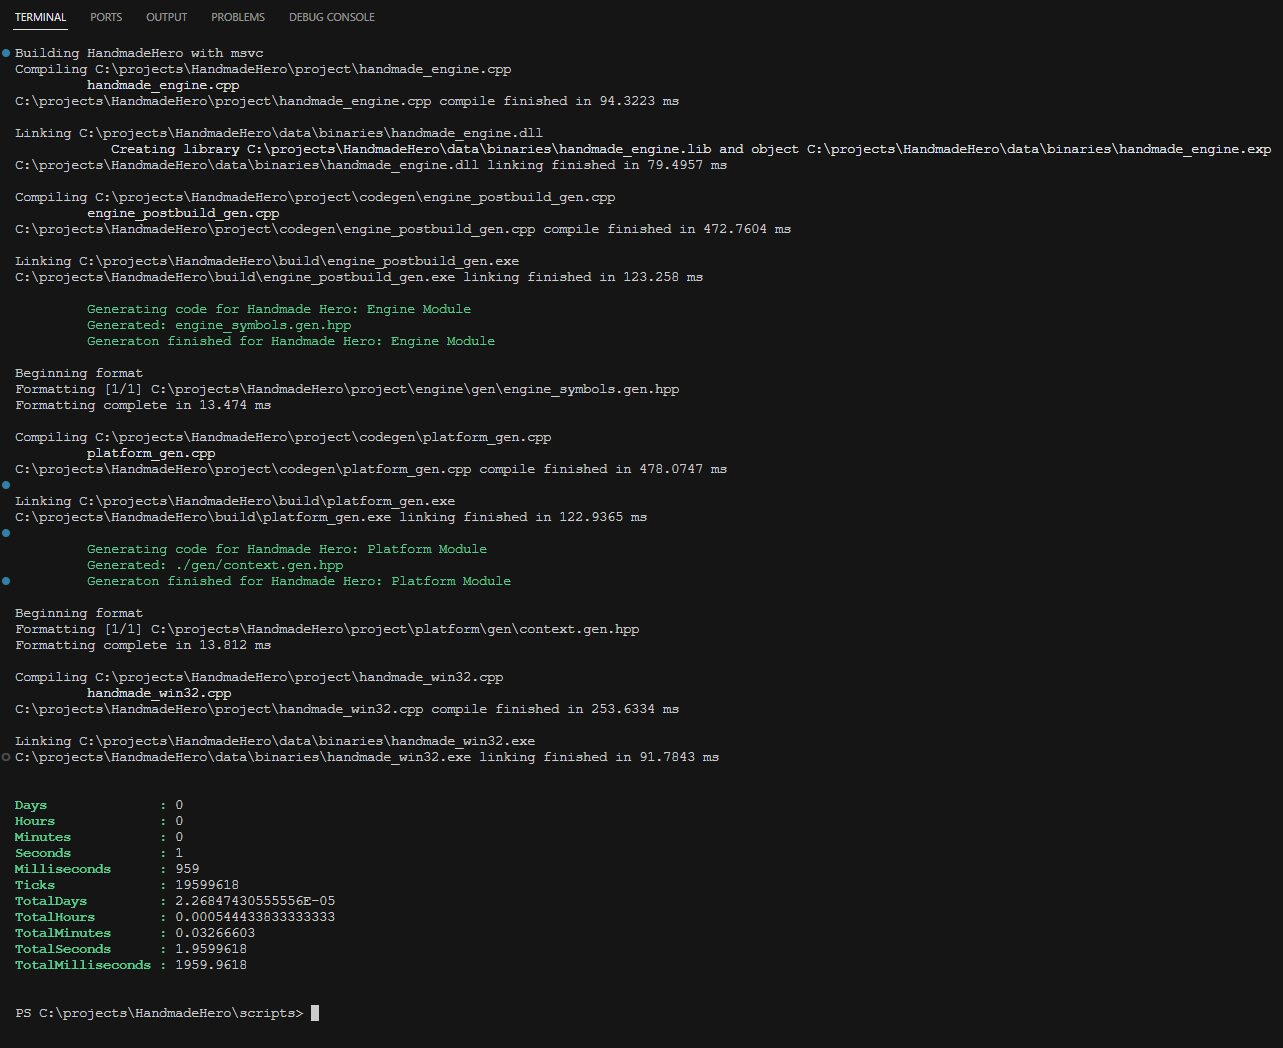 TERMINAL PORTS OUTPUT PROBLEMS DEBUG CONSOLE
Building HandmadeHero with msvc
Compiling C:\projects\HandmadeHero\project\handmade_engine.cpp
handmade_engine.cpp
C:\projects\HandmadeHero\project\handmade_engine.cpp compile finished in 94.3223 ms
Linking C:\projects\HandmadeHero\data\binaries\handmade_engine.dll
Creating library C:\projects\HandmadeHero\data\binaries\handmade_engine.lib and object C:\projects\HandmadeHero\data\binaries\handmade_engine.exp
C:\projects\HandmadeHero\data\binaries\handmade_engine.dll linking finished in 79.4957 ms
Compiling C:\projects\HandmadeHero\project\codegen\engine_postbuild_gen.cpp
engine_postbuild_gen.cpp
C:\projects\HandmadeHero\project\codegen\engine_postbuild_gen.cpp compile finished in 472.7604 ms
Linking C:\projects\HandmadeHero\build\engine_postbuild_gen.exe
C:\projects\HandmadeHero\build\engine_postbuild_gen.exe linking finished in 123.258 ms
Generating code for Handmade Hero: Engine Module
Generated: engine_symbols.gen.hpp
Generaton finished for Handmade Hero: Engine Module
Beginning format
Formatting [1/1] C:\projects\HandmadeHero\project\engine\gen\engine_symbols.gen.hpp
Formatting complete in 13.474 ms
Compiling C:\projects\HandmadeHero\project\codegen\platform_gen.cpp
platform_gen.cpp
C:\projects\HandmadeHero\project\codegen\platform_gen.cpp compile finished in 478.0747 ms
Linking C:\projects\HandmadeHero\build\platform_gen.exe
C:\projects\HandmadeHero\build\platform_gen.exe linking finished in 122.9365 ms
Generating code for Handmade Hero: Platform Module
Generated: ./gen/context.gen.hpp
Generaton finished for Handmade Hero: Platform Module
Beginning format
Formatting [1/1] C:\projects\HandmadeHero\project\platform\gen\context.gen.hpp
Formatting complete in 13.812 ms
Compiling C:\projects\HandmadeHero\project\handmade_win32.cpp
handmade_win32.cpp
C:\projects\HandmadeHero\project\handmade_win32.cpp compile finished in 253.6334 ms
Linking C:\projects\HandmadeHero\data\binaries\handmade_win32.exe
C:\projects\HandmadeHero\data\binaries\handmade_win32.exe linking finished in 91.7843 ms
Days : 0
Hours : 0
Minutes : 0
Seconds : 1
Milliseconds : 959
Ticks : 19599618
TotalDays : 2.26847430555556E-05
TotalHours : 0.000544433833333333
TotalMinutes : 0.03266603
TotalSeconds : 1.9599618
TotalMilliseconds : 1959.9618
PS C:\projects\HandmadeHero\scripts>